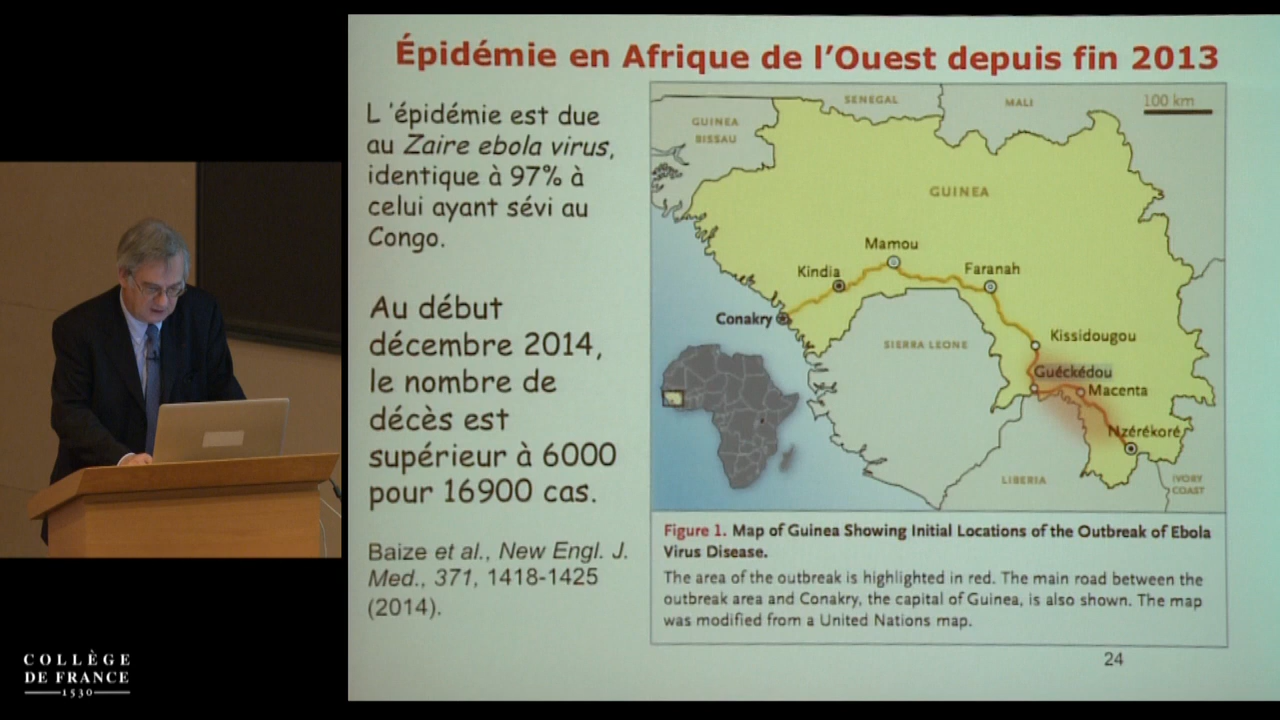 Épidémie en Afrique de l'Ouest depuis fin 2013
L 'épidémie est due
au Zaire ebola virus,
identique à 97% à
celui ayant sévi au
Congo.
Au début
décembre 2014,
le nombre de
décès est
supérieur à 6000
pour 16900 cas.
Baize et al., New Engl. J.
Med., 371, 1418-1425
(2014).
SENEGAL
MALI
100 km
GUINEA
BISSAU
GUINEA
Mamou
Kindia
Faranah
Conakry
Kissidougou
SIERRA LEONE
Guéckédou
Macenta
Nzérékoré
LIBERIA
IVORY
COAST
Figure 1. Map of Guinea Showing Initial Locations of the Outbreak of Ebola
Virus Disease.
The area of the outbreak is highlighted in red. The main road between the
outbreak area and Conakry, the capital of Guinea, is also shown. The map
was modified from a United Nations map.
24
COLLÈGE
DE FRANCE
1530